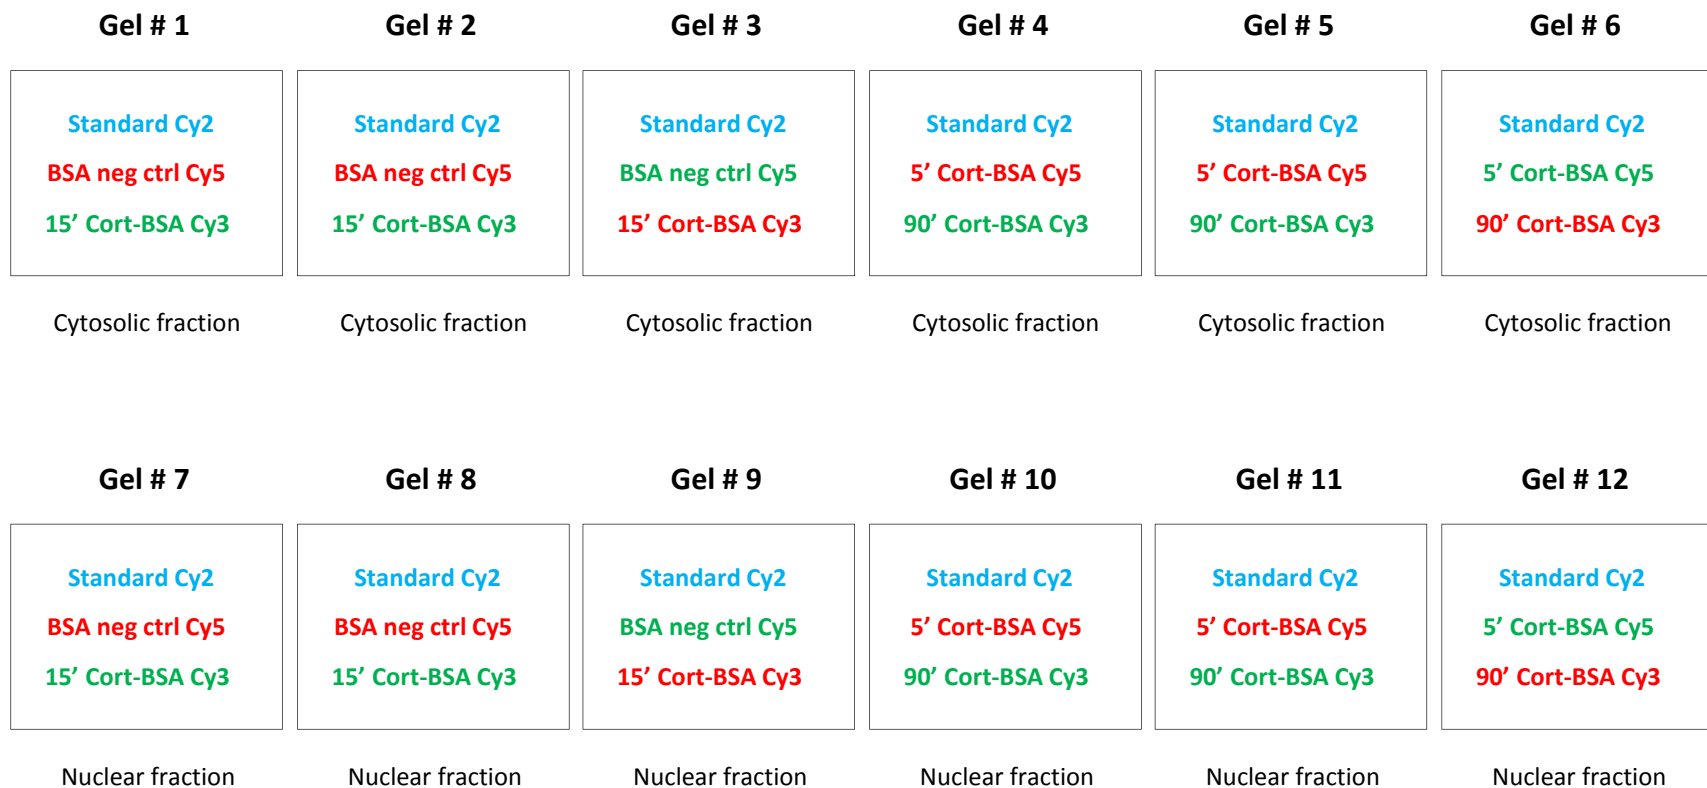 Gel # 1
Gel # 2
Gel # 3
Gel # 4
Gel # 5
Gel # 6
Standard Cy2
BSA neg ctrl Cy5
15’ Cort-BSA Cy3
Standard Cy2
BSA neg ctrl Cy5
15’ Cort-BSA Cy3
Standard Cy2
BSA neg ctrl Cy5
15’ Cort-BSA Cy3
Standard Cy2
5’ Cort-BSA Cy5
90’ Cort-BSA Cy3
Standard Cy2
5’ Cort-BSA Cy5
90’ Cort-BSA Cy3
Standard Cy2
5’ Cort-BSA Cy5
90’ Cort-BSA Cy3
Cytosolic fraction
Cytosolic fraction
Cytosolic fraction
Cytosolic fraction
Cytosolic fraction
Cytosolic fraction
Gel # 7
Gel # 8
Gel # 9
Gel # 10
Gel # 11
Gel # 12
Standard Cy2
BSA neg ctrl Cy5
15’ Cort-BSA Cy3
Standard Cy2
BSA neg ctrl Cy5
15’ Cort-BSA Cy3
Standard Cy2
BSA neg ctrl Cy5
15’ Cort-BSA Cy3
Standard Cy2
5’ Cort-BSA Cy5
90’ Cort-BSA Cy3
Standard Cy2
5’ Cort-BSA Cy5
90’ Cort-BSA Cy3
Standard Cy2
5’ Cort-BSA Cy5
90’ Cort-BSA Cy3
Nuclear fraction
Nuclear fraction
Nuclear fraction
Nuclear fraction
Nuclear fraction
Nuclear fraction